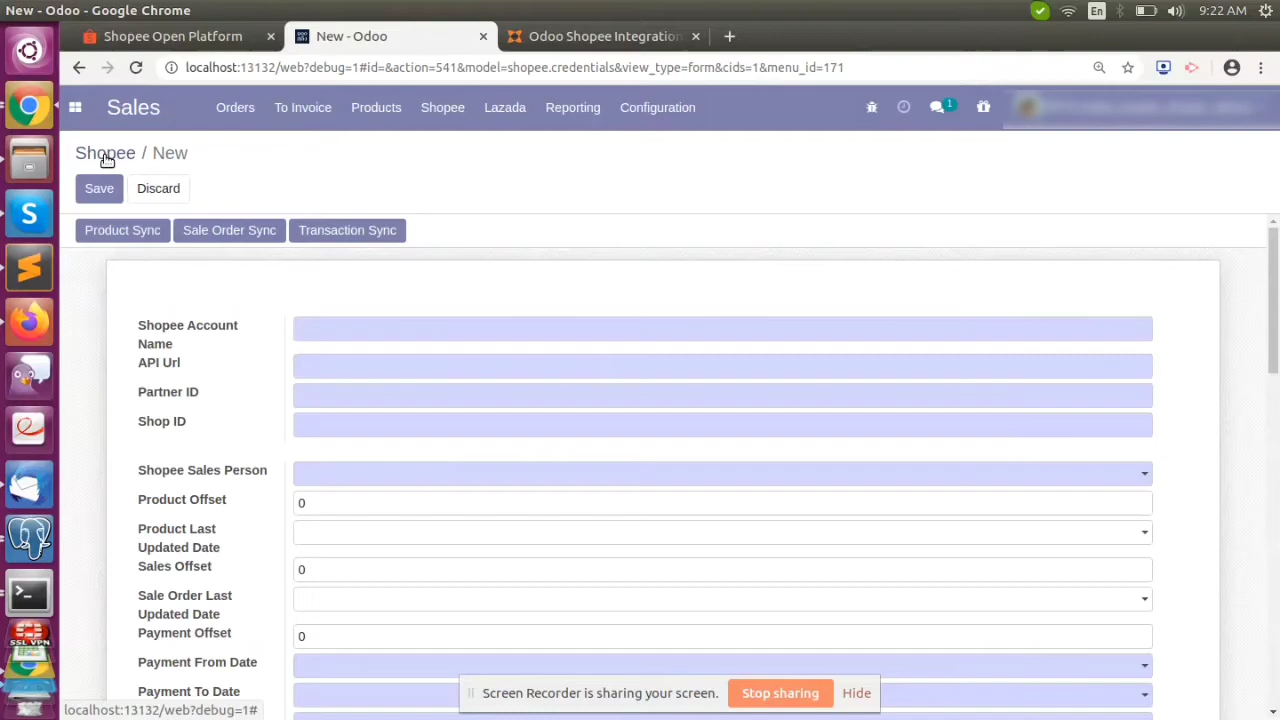 New - Odoo - Google Chrome
En
9:22 AM
Shopee Open Platform
New - Odoo
Odoo Shopee Integration
localhost:13132/web?debug=1#id=&action=541&model=shopee.credentials&view_type=form&cids=1&menu_id=171
Sales
Orders
To Invoice
Products
Shopee
Lazada
Reporting
Configuration
1
Shopee / New
Save
Discard
Product Sync
Sale Order Sync
Transaction Sync
Shopee Account
Name
API Url
Partner ID
Shop ID
Shopee Sales Person
Product Offset
0
Product Last
Updated Date
Sales Offset
0
Sale Order Last
Updated Date
Payment Offset
0
Payment From Date
Payment To Date
Screen Recorder is sharing your screen.
Stop sharing
Hide
SSL VPN
localhost:13132/web?debug=1#